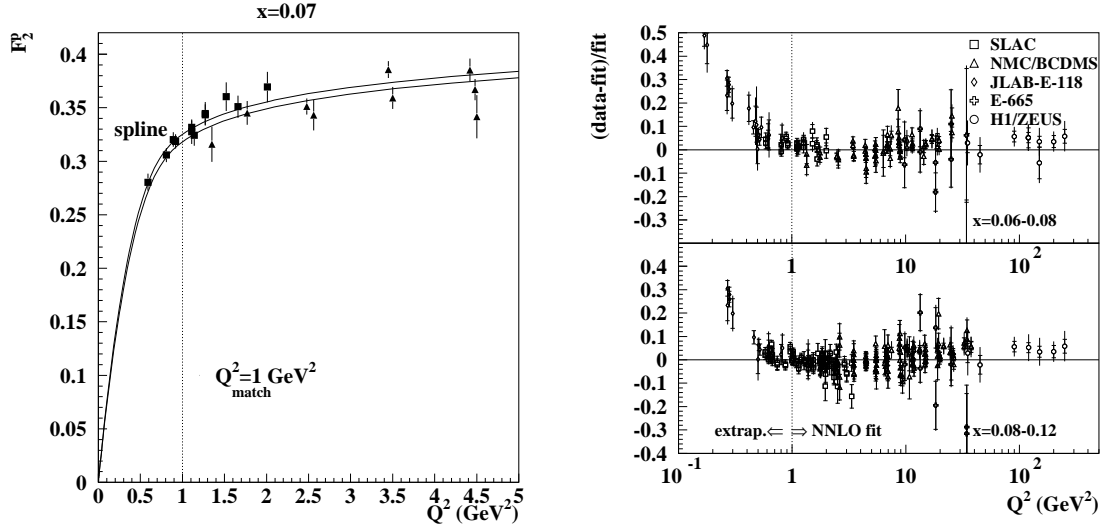 x=0.07
F₂ᵖ
0.4
0.35
0.3
0.25
0.2
0.15
0.1
0.05
0
spline
Q²match=1 GeV²
0 0.5 1 1.5 2 2.5 3 3.5 4 4.5 5
Q² (GeV²)
(data-fit)/fit
0.5
0.4
0.3
0.2
0.1
0
-0.1
-0.2
-0.3
SLAC
NMC/BCDMS
JLAB-E-118
E-665
H1/ZEUS
x=0.06-0.08
1 10 10²
0.4
0.3
0.2
0.1
0
-0.1
-0.2
-0.3
-0.4
extrap.⇐ ⇒ NNLO fit
x=0.08-0.12
10⁻¹ 1 10 10²
Q² (GeV²)